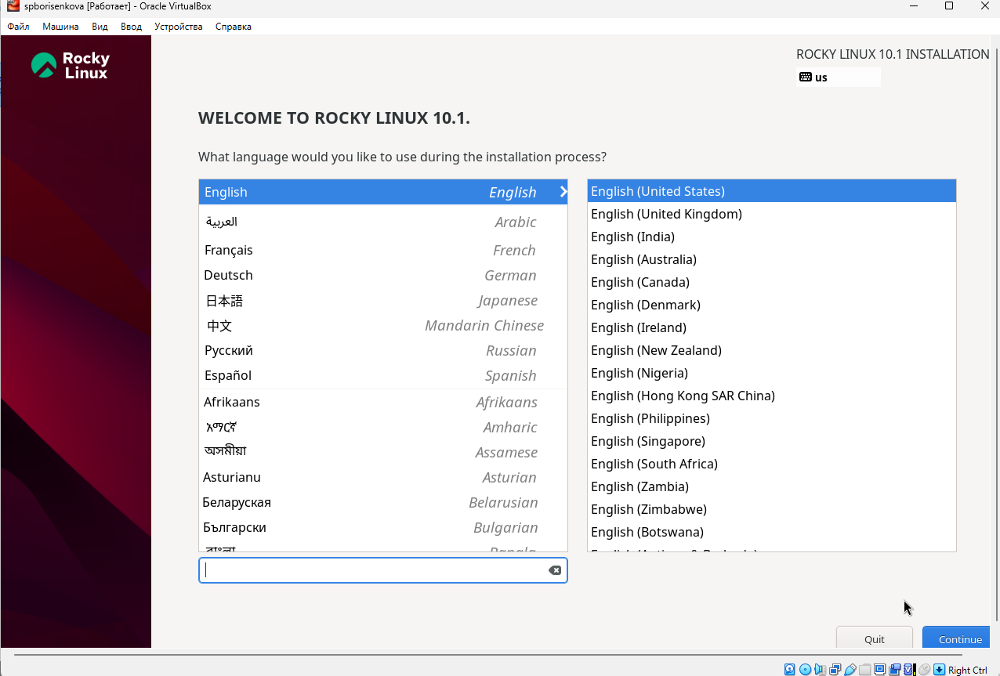 spborisenkova [Работает] - Oracle VirtualBox
Файл Машина Вид Ввод Устройства Справка
Rocky Linux
ROCKY LINUX 10.1 INSTALLATION
us
WELCOME TO ROCKY LINUX 10.1.
What language would you like to use during the installation process?
English English
العربية Arabic
Français French
Deutsch German
日本語 Japanese
中文 Mandarin Chinese
Русский Russian
Español Spanish
Afrikaans Afrikaans
አማርኛ Amharic
অসমীয়া Assamese
Asturianu Asturian
Беларуская Belarusian
Български Bulgarian
বাংলা Bangla
English (United States)
English (United Kingdom)
English (India)
English (Australia)
English (Canada)
English (Denmark)
English (Ireland)
English (New Zealand)
English (Nigeria)
English (Hong Kong SAR China)
English (Philippines)
English (Singapore)
English (South Africa)
English (Zambia)
English (Zimbabwe)
English (Botswana)
English (Antigua & Barbuda)
Quit Continue
Right Ctrl